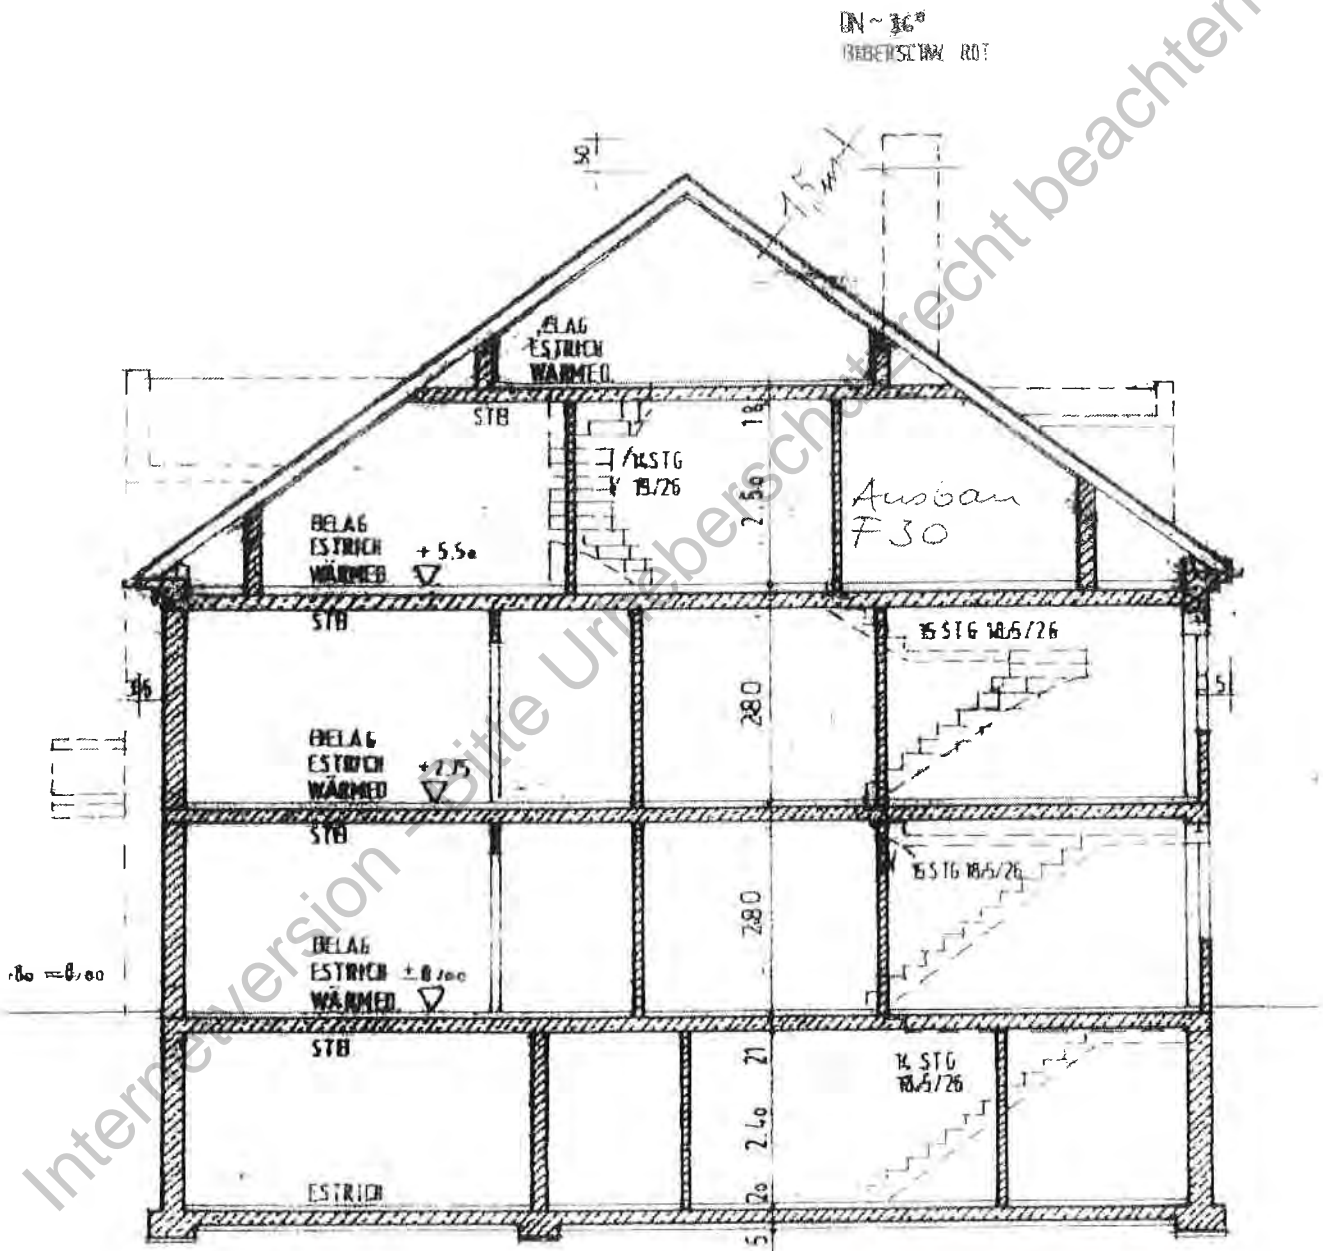 DN ~ 36°
BIBERSCHW. ROT
50
1,5 m
ELAG
ESTRICH
WÄRMED.
STB
18
14 STG
19/26
2.50
Ausbau
F30
BELAG
ESTRICH
WÄRMED.
+ 5.50
STB
15 STG 18.5/26
280
5
BELAG
ESTRICH
WÄRMED
+2.75
STB
15 STG 18.5/26
280
BELAG
ESTRICH
WÄRMED.
± 0,00
STB
21
14 STG
18.5/26
2.40
ESTRICH
20
5
Internetversion - Bitte Urheberschutzrecht beachten